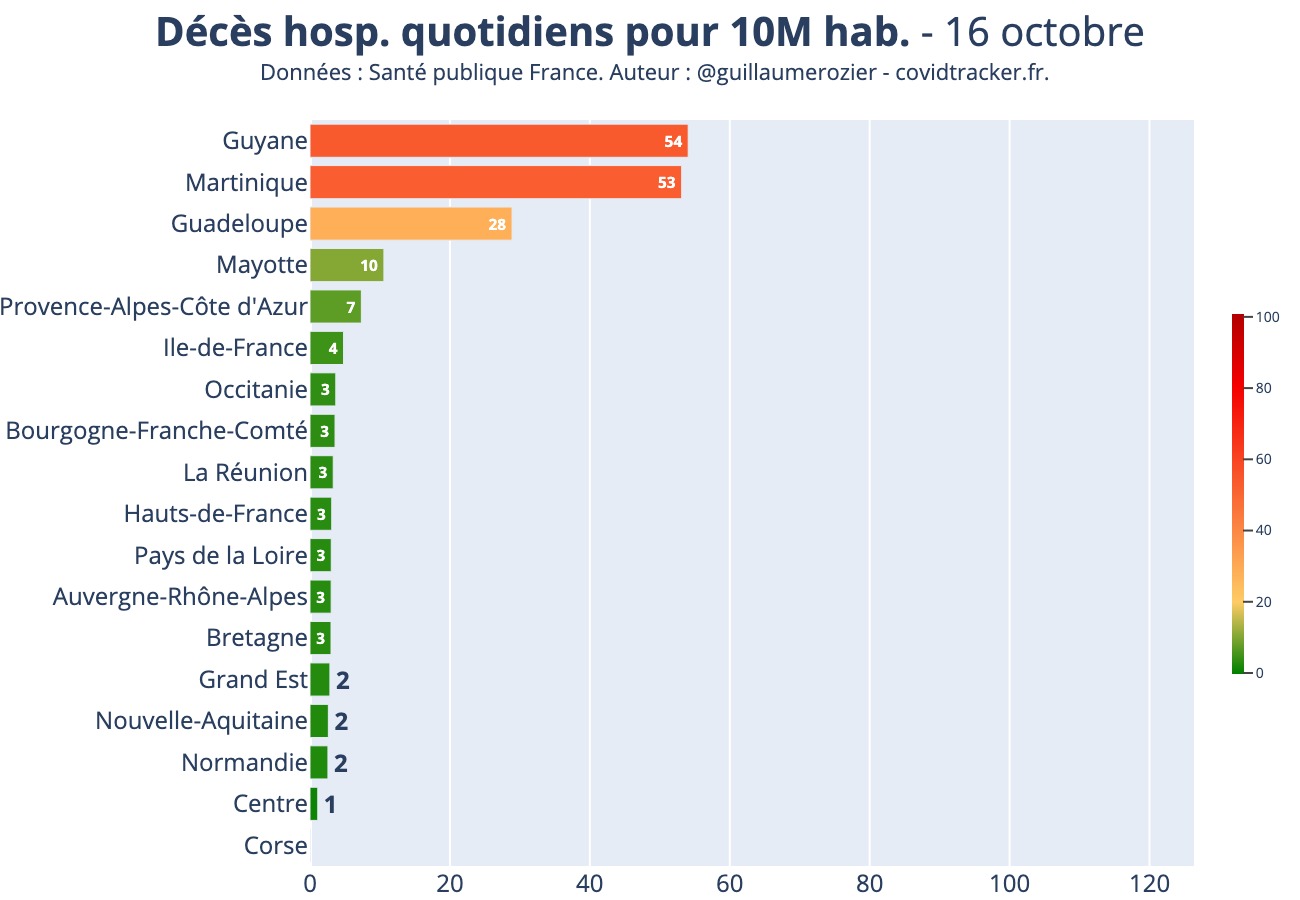 Décès hosp. quotidiens pour 10M hab. - 16 octobre
Données : Santé publique France. Auteur : @guillaumerozier - covidtracker.fr.
Guyane 54
Martinique 53
Guadeloupe 28
Mayotte 10
Provence-Alpes-Côte d'Azur 7
Ile-de-France 4
Occitanie 3
Bourgogne-Franche-Comté 3
La Réunion 3
Hauts-de-France 3
Pays de la Loire 3
Auvergne-Rhône-Alpes 3
Bretagne 3
Grand Est 2
Nouvelle-Aquitaine 2
Normandie 2
Centre 1
Corse
0 20 40 60 80 100 120
100
80
60
40
20
0